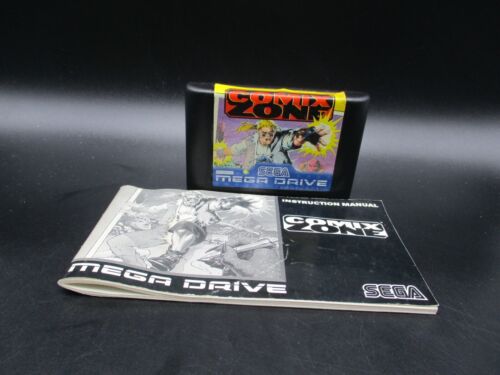 COMIX
ZONE
SEGA
MEGA DRIVE
INSTRUCTION MANUAL
COMIX
ZONE
MEGA DRIVE
SEGA